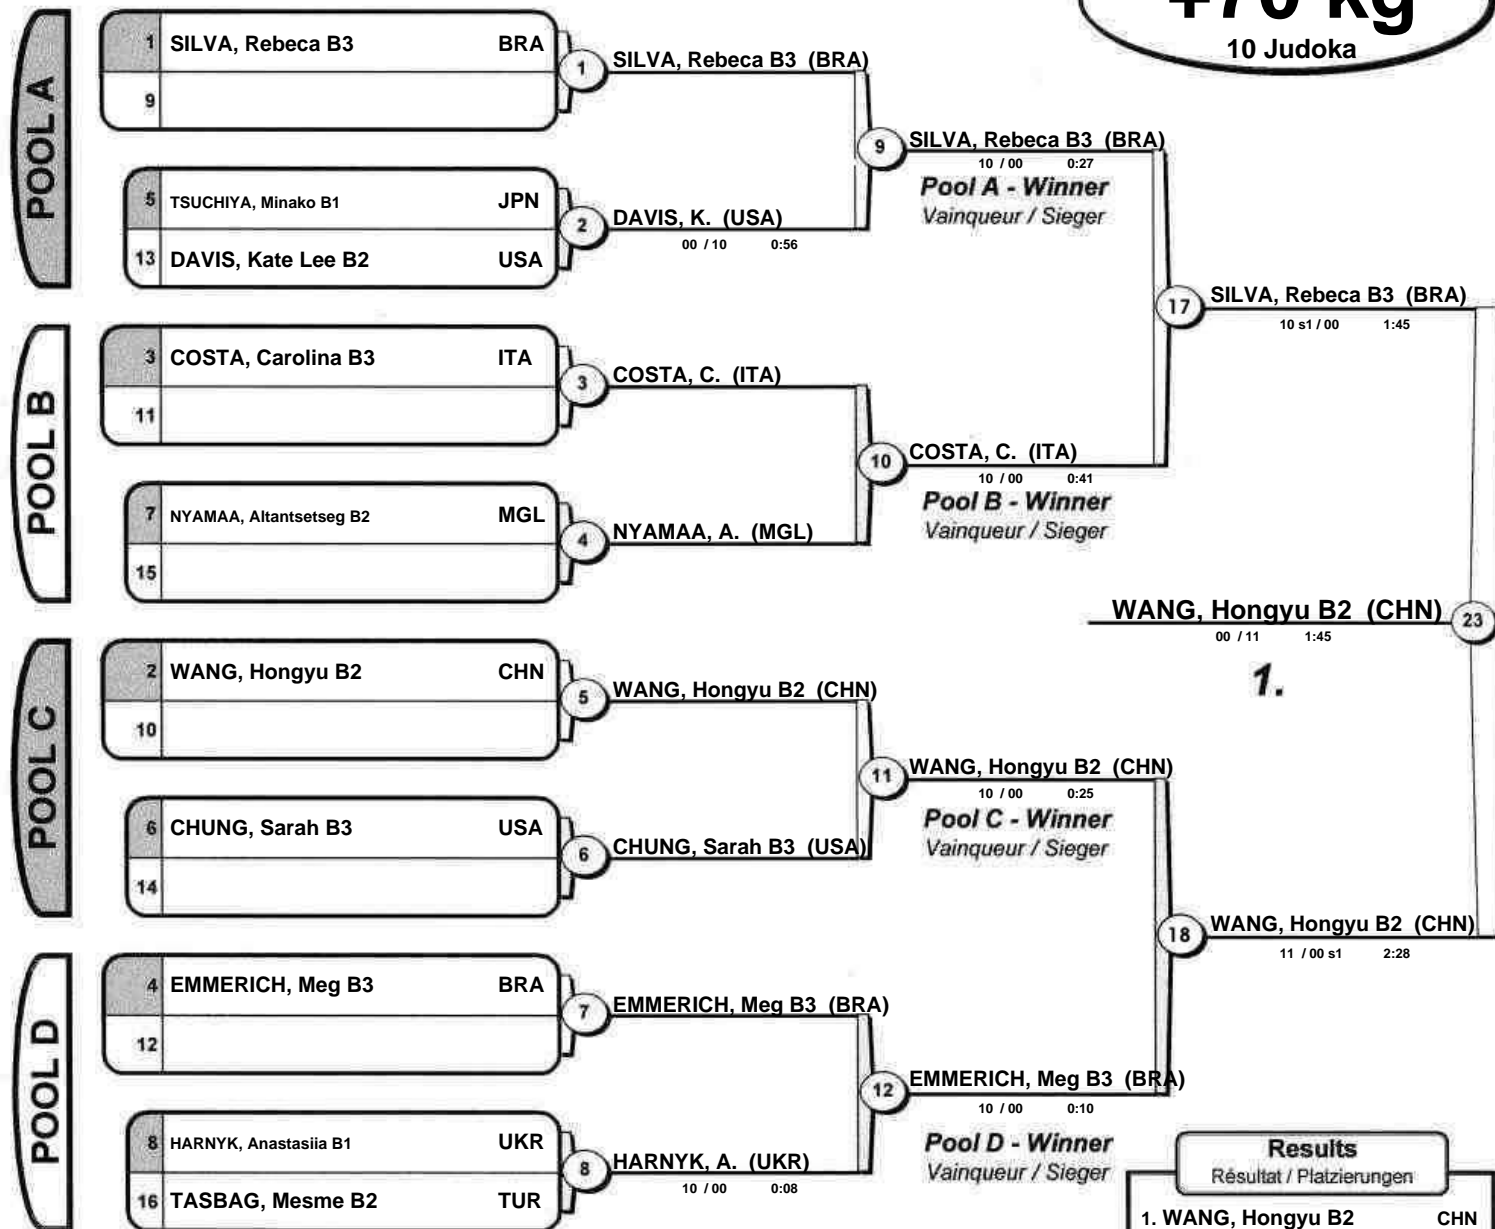 +70 kg
10 Judoka
POOL A
1 SILVA, Rebeca B3 BRA
9
1 SILVA, Rebeca B3 (BRA)
5 TSUCHIYA, Minako B1 JPN
13 DAVIS, Kate Lee B2 USA
2 DAVIS, K. (USA)
00 / 10 0:56
9 SILVA, Rebeca B3 (BRA)
10 / 00 0:27
Pool A - Winner
Vainqueur / Sieger
POOL B
3 COSTA, Carolina B3 ITA
11
3 COSTA, C. (ITA)
7 NYAMAA, Altantsetseg B2 MGL
15
4 NYAMAA, A. (MGL)
10 COSTA, C. (ITA)
10 / 00 0:41
Pool B - Winner
Vainqueur / Sieger
17 SILVA, Rebeca B3 (BRA)
10 s1 / 00 1:45
WANG, Hongyu B2 (CHN) 23
00 / 11 1:45
1.
POOL C
2 WANG, Hongyu B2 CHN
10
5 WANG, Hongyu B2 (CHN)
6 CHUNG, Sarah B3 USA
14
6 CHUNG, Sarah B3 (USA)
11 WANG, Hongyu B2 (CHN)
10 / 00 0:25
Pool C - Winner
Vainqueur / Sieger
POOL D
4 EMMERICH, Meg B3 BRA
12
7 EMMERICH, Meg B3 (BRA)
8 HARNYK, Anastasiia B1 UKR
16 TASBAG, Mesme B2 TUR
8 HARNYK, A. (UKR)
10 / 00 0:08
12 EMMERICH, Meg B3 (BRA)
10 / 00 0:10
Pool D - Winner
Vainqueur / Sieger
18 WANG, Hongyu B2 (CHN)
11 / 00 s1 2:28
Results
Résultat / Platzierungen
1. WANG, Hongyu B2 CHN